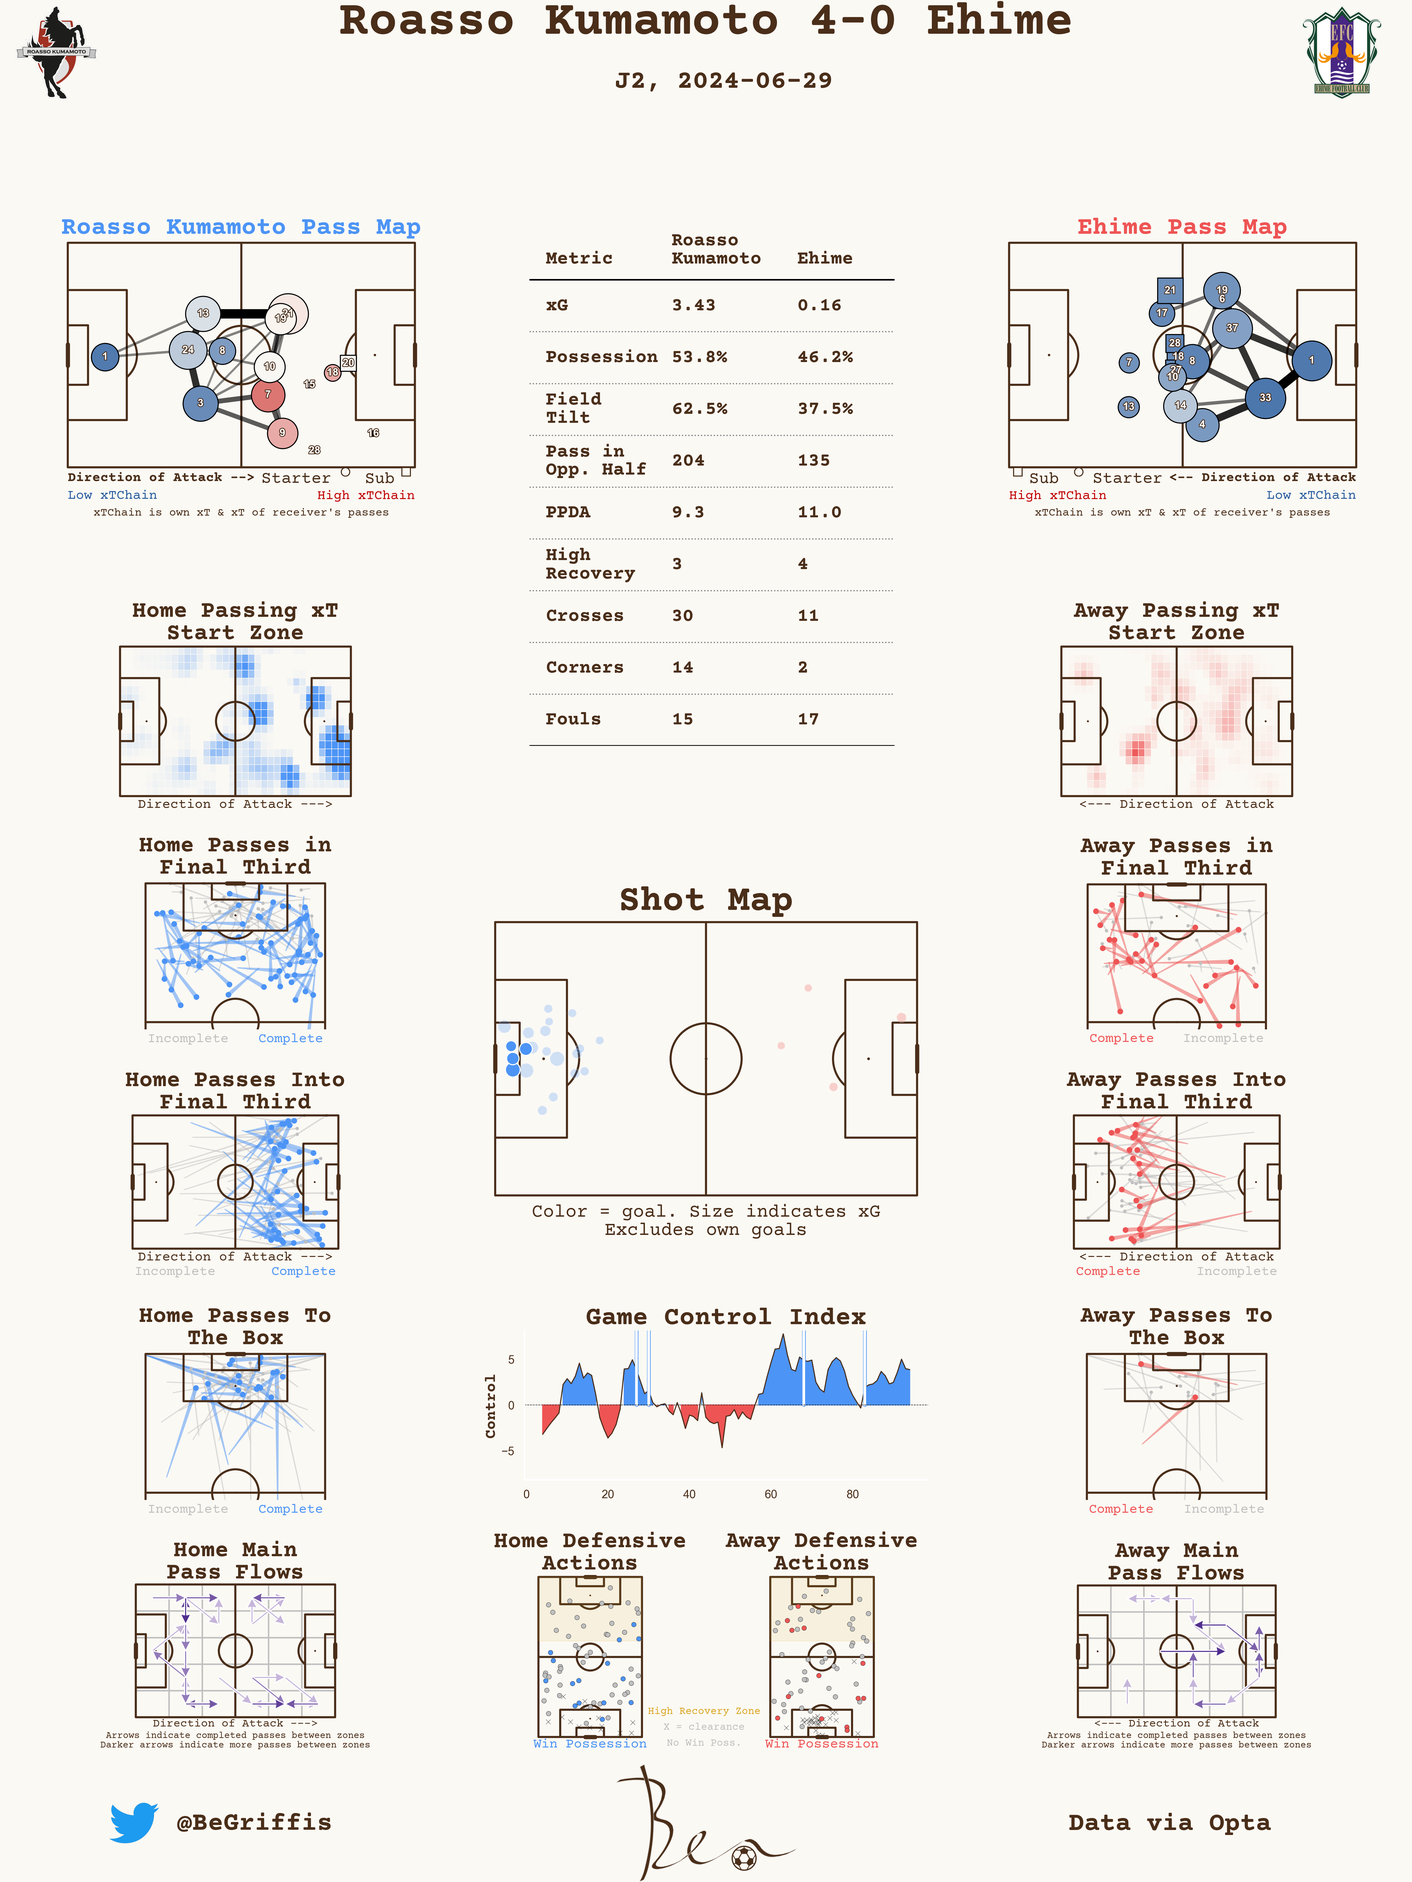 Roasso Kumamoto 4-0 Ehime
J2, 2024-06-29
ROASSO KUMAMOTO
EFC
EHIME FOOTBALL CLUB
Roasso Kumamoto Pass Map
13
21
19
1
24
8
10
20
18
15
7
3
9
16
28
Direction of Attack --> Starter Sub
Low xTChain High xTChain
xTChain is own xT & xT of receiver's passes
Metric Roasso Kumamoto Ehime
xG 3.43 0.16
Possession 53.8% 46.2%
Field Tilt 62.5% 37.5%
Pass in Opp. Half 204 135
PPDA 9.3 11.0
High Recovery 3 4
Crosses 30 11
Corners 14 2
Fouls 15 17
Ehime Pass Map
21
19
6
17
37
28
18
8
1
7
27
10
33
13
14
4
Sub Starter <-- Direction of Attack
High xTChain Low xTChain
xTChain is own xT & xT of receiver's passes
Home Passing xT
Start Zone
Direction of Attack --->
Away Passing xT
Start Zone
<--- Direction of Attack
Home Passes in
Final Third
Incomplete Complete
Away Passes in
Final Third
Complete Incomplete
Shot Map
Color = goal. Size indicates xG
Excludes own goals
Home Passes Into
Final Third
Direction of Attack --->
Incomplete Complete
Away Passes Into
Final Third
<--- Direction of Attack
Complete Incomplete
Home Passes To
The Box
Incomplete Complete
Game Control Index
Control
5
0
−5
0 20 40 60 80
Away Passes To
The Box
Complete Incomplete
Home Main
Pass Flows
Direction of Attack --->
Arrows indicate completed passes between zones
Darker arrows indicate more passes between zones
Home Defensive
Actions
Win Possession
High Recovery Zone
X = clearance
No Win Poss.
Away Defensive
Actions
Win Possession
Away Main
Pass Flows
<--- Direction of Attack
Arrows indicate completed passes between zones
Darker arrows indicate more passes between zones
@BeGriffis
Ben
Data via Opta